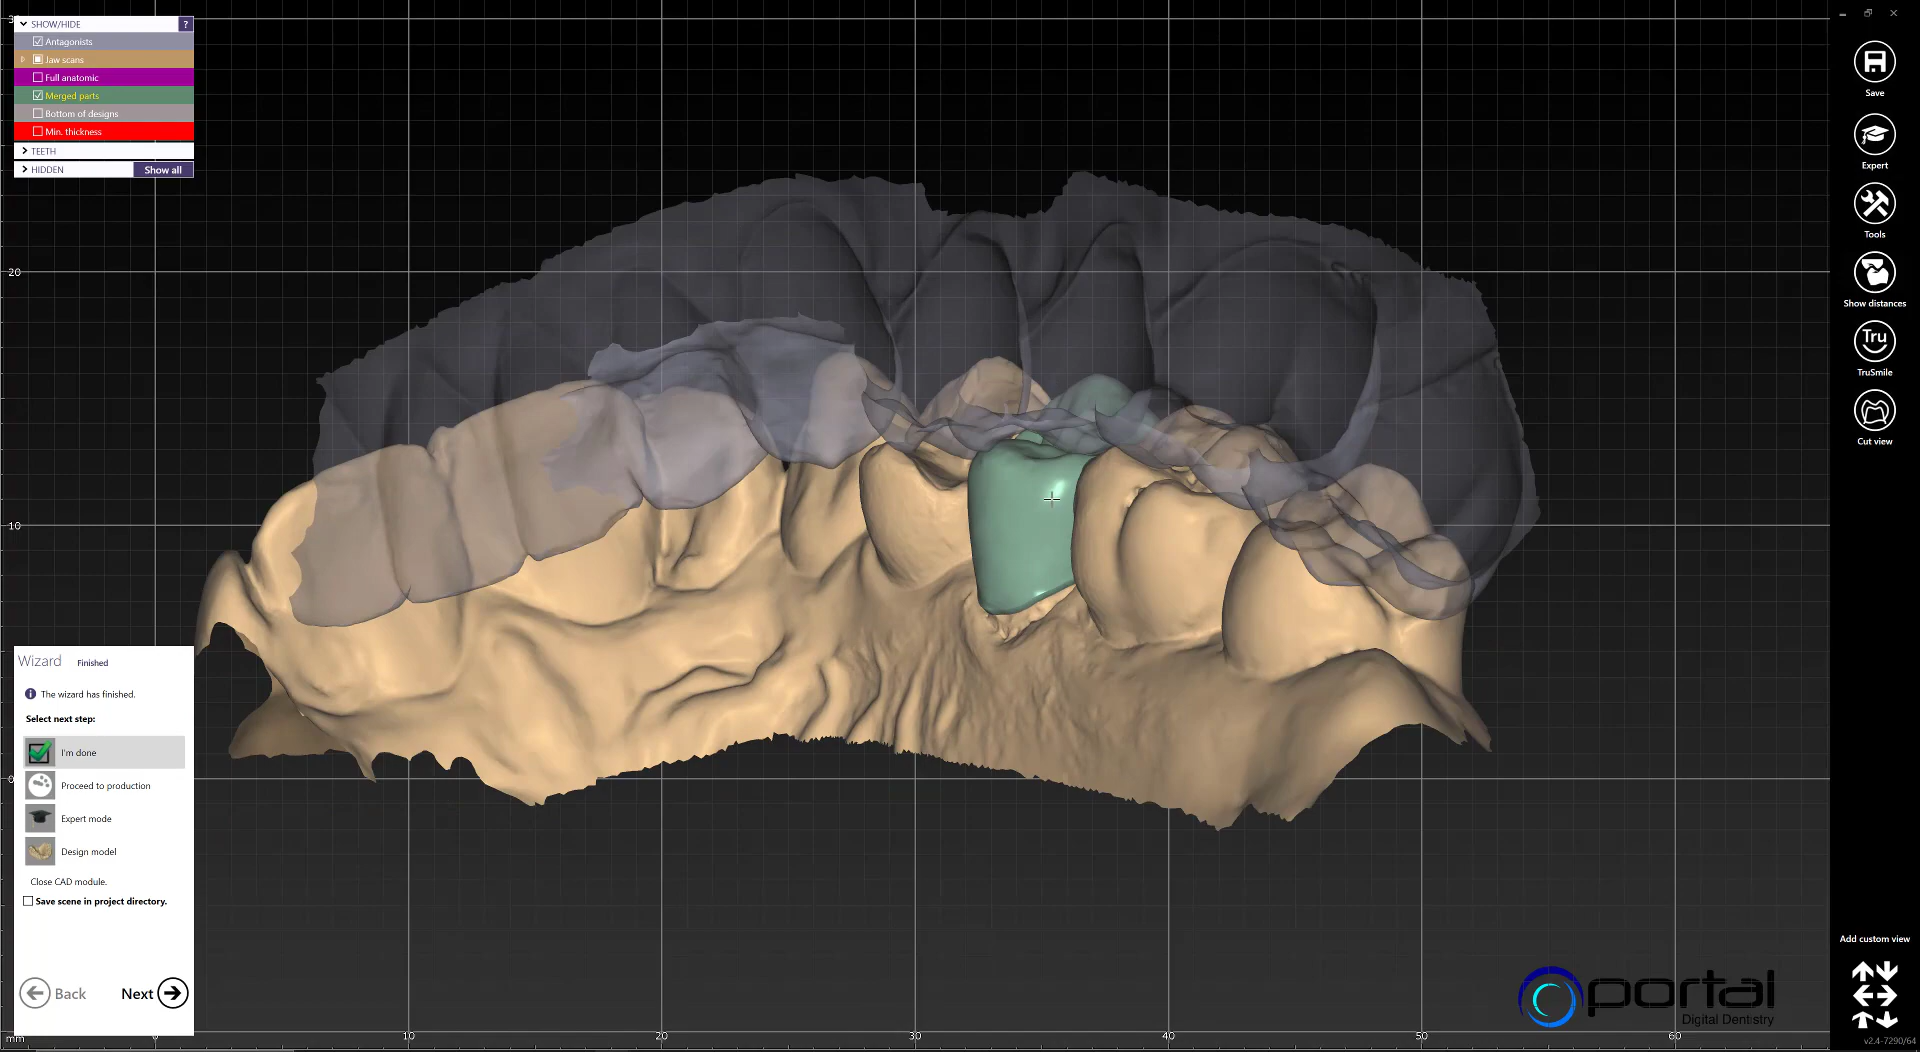 SHOW/HIDE ?
Antagonists
Jaw scans
Full anatomic
Merged parts
Bottom of designs
Min. thickness
TEETH
HIDDEN Show all
Wizard Finished
The wizard has finished.
Select next step:
I'm done
Proceed to production
Expert mode
Design model
Close CAD module.
Save scene in project directory.
Back Next
20
10
0
mm
10
20
30
40
50
60
Save
Expert
Tools
Show distances
Tru
TruSmile
Cut view
Add custom view
portal
Digital Dentistry
v2.4-7290/64